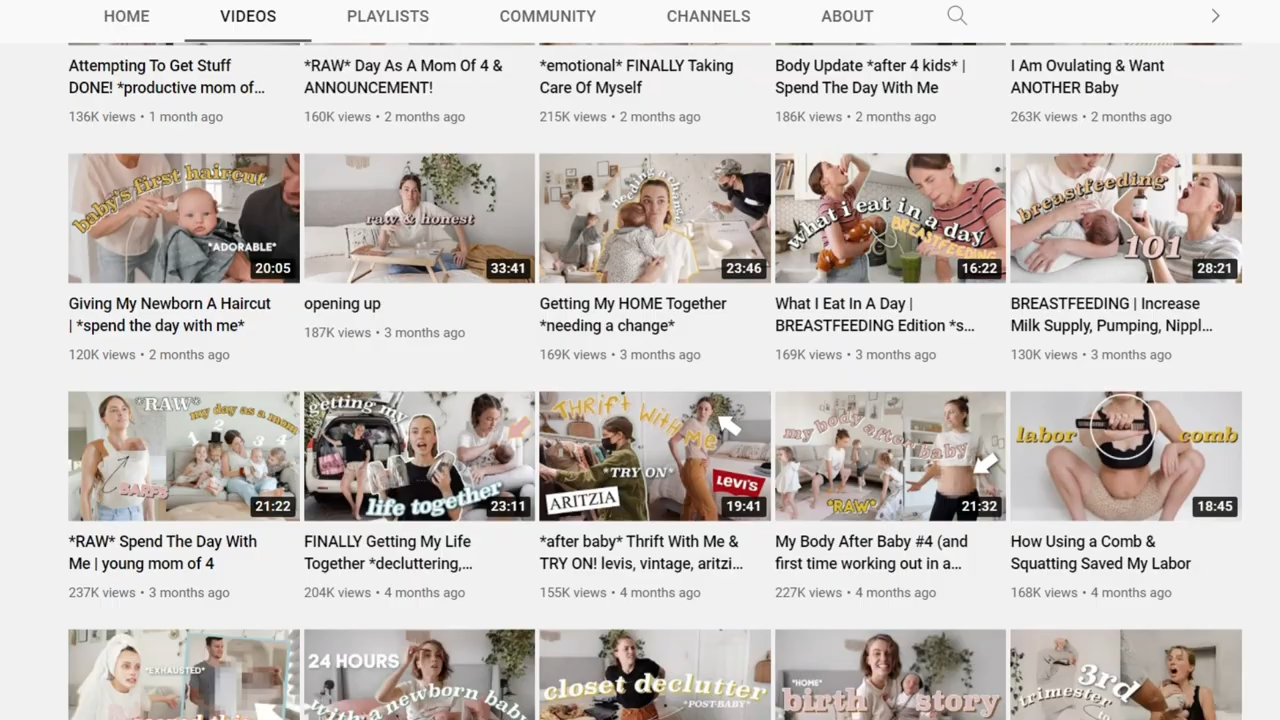 HOME VIDEOS PLAYLISTS COMMUNITY CHANNELS ABOUT
Attempting To Get Stuff
DONE! *productive mom of...
136K views • 1 month ago
*RAW* Day As A Mom Of 4 &
ANNOUNCEMENT!
160K views • 2 months ago
*emotional* FINALLY Taking
Care Of Myself
215K views • 2 months ago
Body Update *after 4 kids* |
Spend The Day With Me
186K views • 2 months ago
I Am Ovulating & Want
ANOTHER Baby
263K views • 2 months ago
baby's first haircut
*ADORABLE*
20:05
Giving My Newborn A Haircut
| *spend the day with me*
120K views • 2 months ago
raw & honest
33:41
opening up
187K views • 3 months ago
needing a change
23:46
Getting My HOME Together
*needing a change*
169K views • 3 months ago
what i eat in a day
BREASTFEEDING
16:22
What I Eat In A Day |
BREASTFEEDING Edition *s...
169K views • 3 months ago
breastfeeding
101
28:21
BREASTFEEDING | Increase
Milk Supply, Pumping, Nippl...
130K views • 3 months ago
*RAW* my day as a mom
1 2 3 4
21:22
*RAW* Spend The Day With
Me | young mom of 4
237K views • 3 months ago
getting my
life together
23:11
FINALLY Getting My Life
Together *decluttering,...
204K views • 4 months ago
THRIFT WITH ME
*TRY ON*
ARITZIA
LEVI'S
19:41
*after baby* Thrift With Me &
TRY ON! levis, vintage, aritzi...
155K views • 4 months ago
my body after baby
*RAW*
21:32
My Body After Baby #4 (and
first time working out in a...
227K views • 4 months ago
labor comb
18:45
How Using a Comb &
Squatting Saved My Labor
168K views • 4 months ago
*EXHAUSTED*
24 HOURS
with a newborn baby
closet declutter
*POST-BABY*
*HOME*
birth story
3rd
trimester